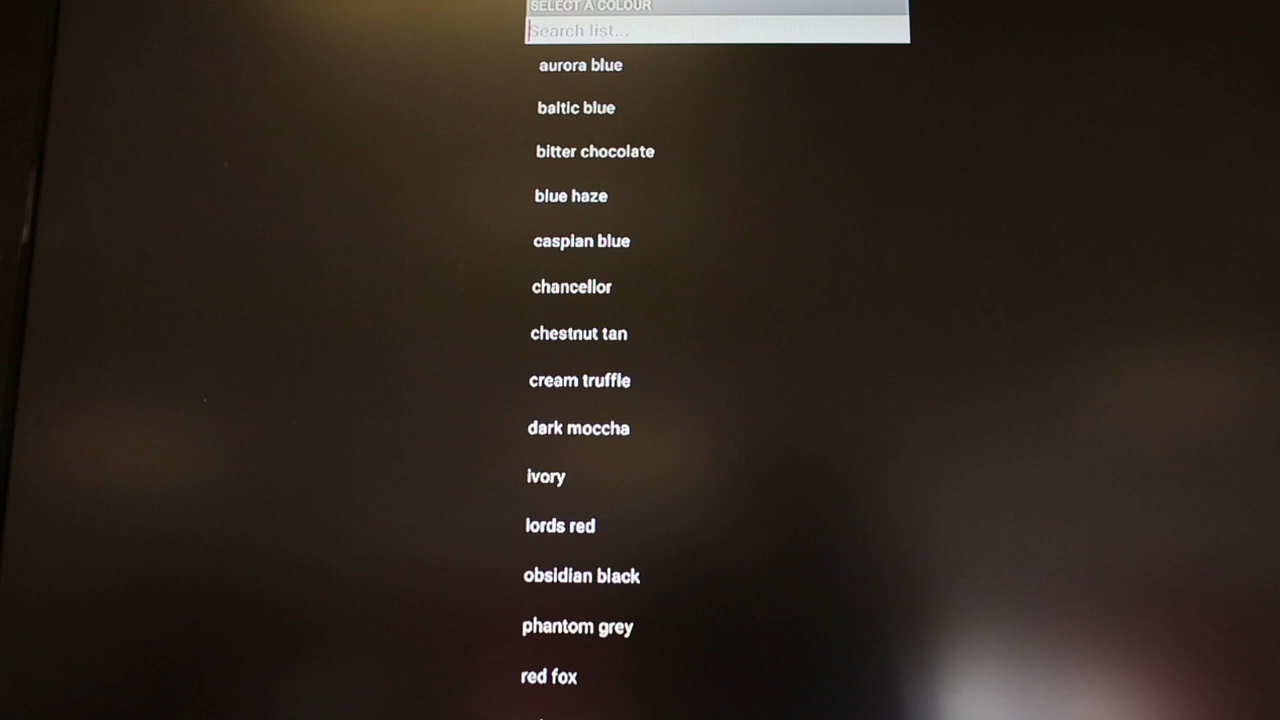 SELECT A COLOUR
Search list...
aurora blue
baltic blue
bitter chocolate
blue haze
caspian blue
chancellor
chestnut tan
cream truffle
dark moccha
ivory
lords red
obsidian black
phantom grey
red fox